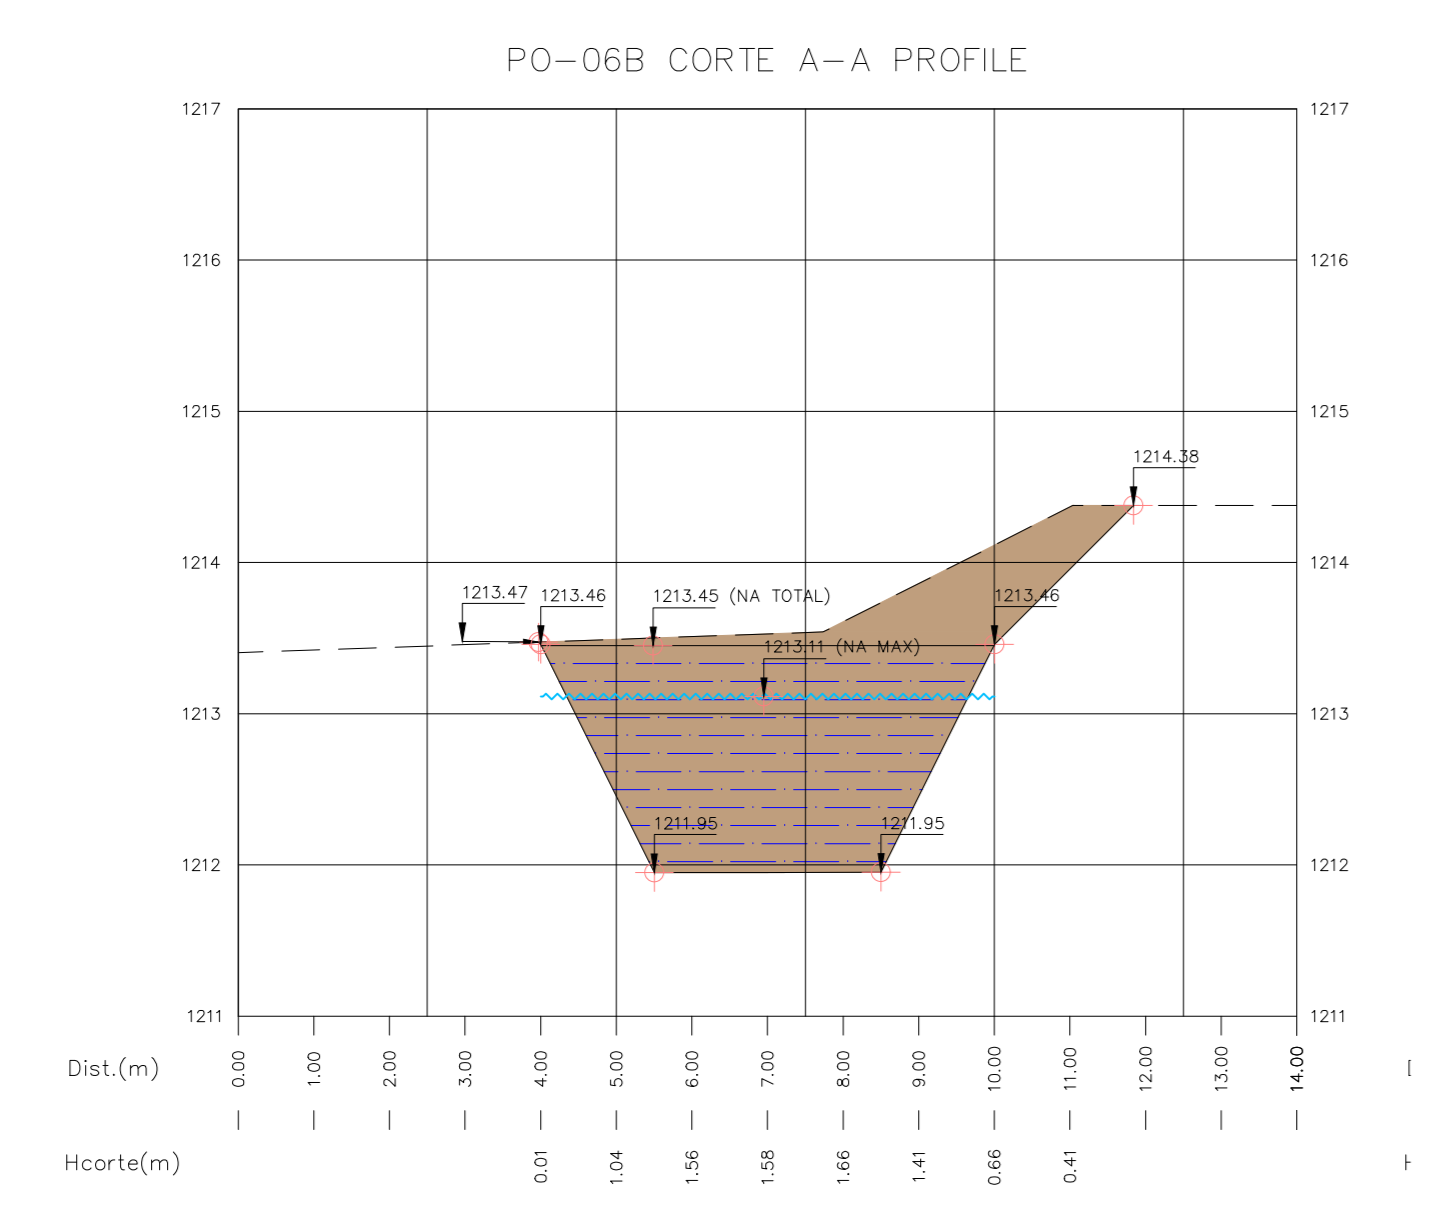 PO-06B CORTE A-A PROFILE
1217 1217
1216 1216
1215 1215
1214.38
1214 1214
1213.47 1213.46 1213.45 (NA TOTAL) 1213.46
1213.11 (NA MAX)
1213 1213
1211.95 1211.95
1212 1212
1211 1211
Dist.(m) 0.00 1.00 2.00 3.00 4.00 5.00 6.00 7.00 8.00 9.00 10.00 11.00 12.00 13.00 14.00
Hcorte(m) 0.01 1.04 1.56 1.58 1.66 1.41 0.66 0.41